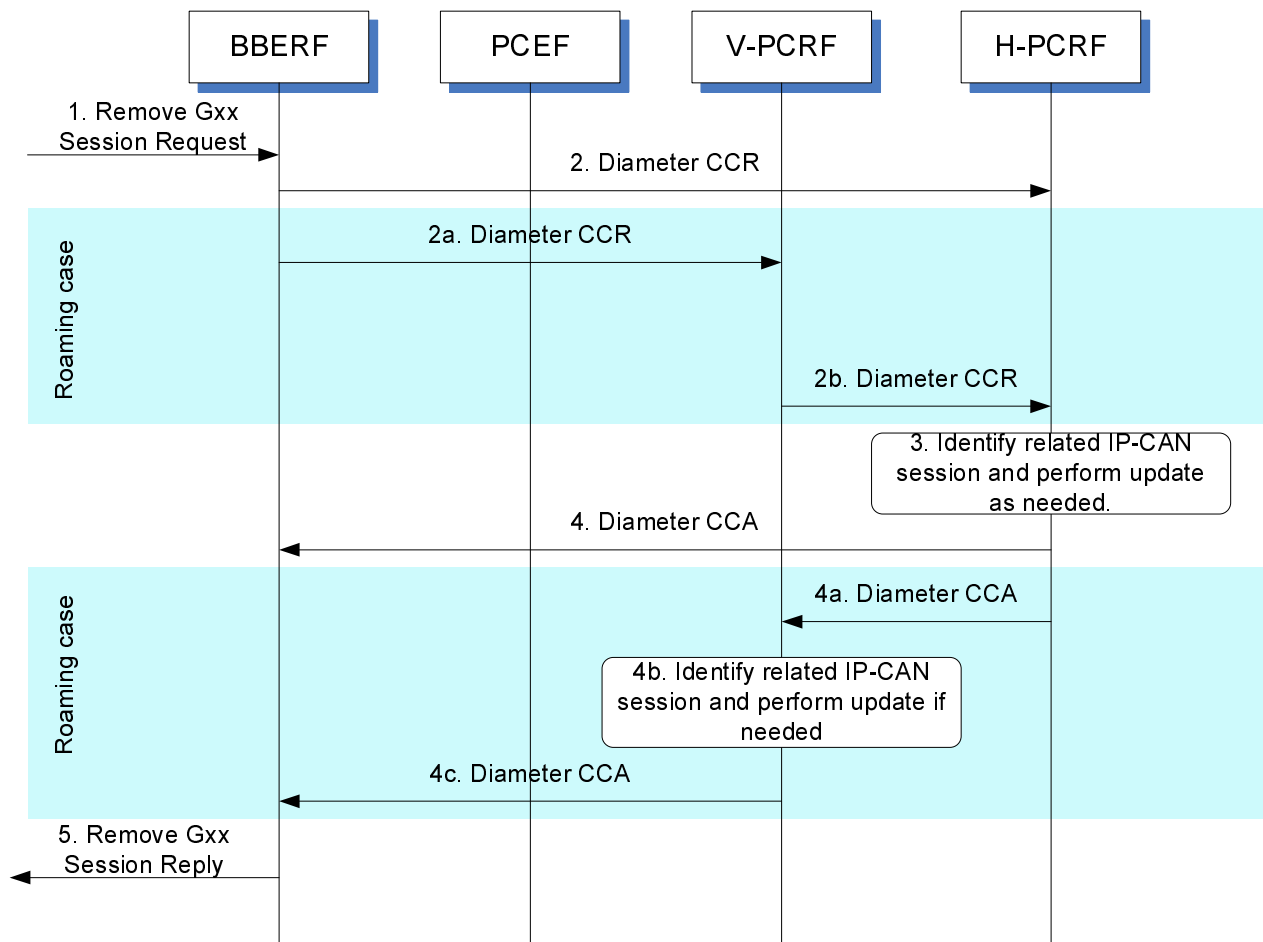 BBERF
PCEF
V-PCRF
H-PCRF
1. Remove Gxx
Session Request
2. Diameter CCR
Roaming case
2a. Diameter CCR
2b. Diameter CCR
3. Identify related IP-CAN
session and perform update
as needed.
4. Diameter CCA
Roaming case
4a. Diameter CCA
4b. Identify related IP-CAN
session and perform update if
needed
4c. Diameter CCA
5. Remove Gxx
Session Reply